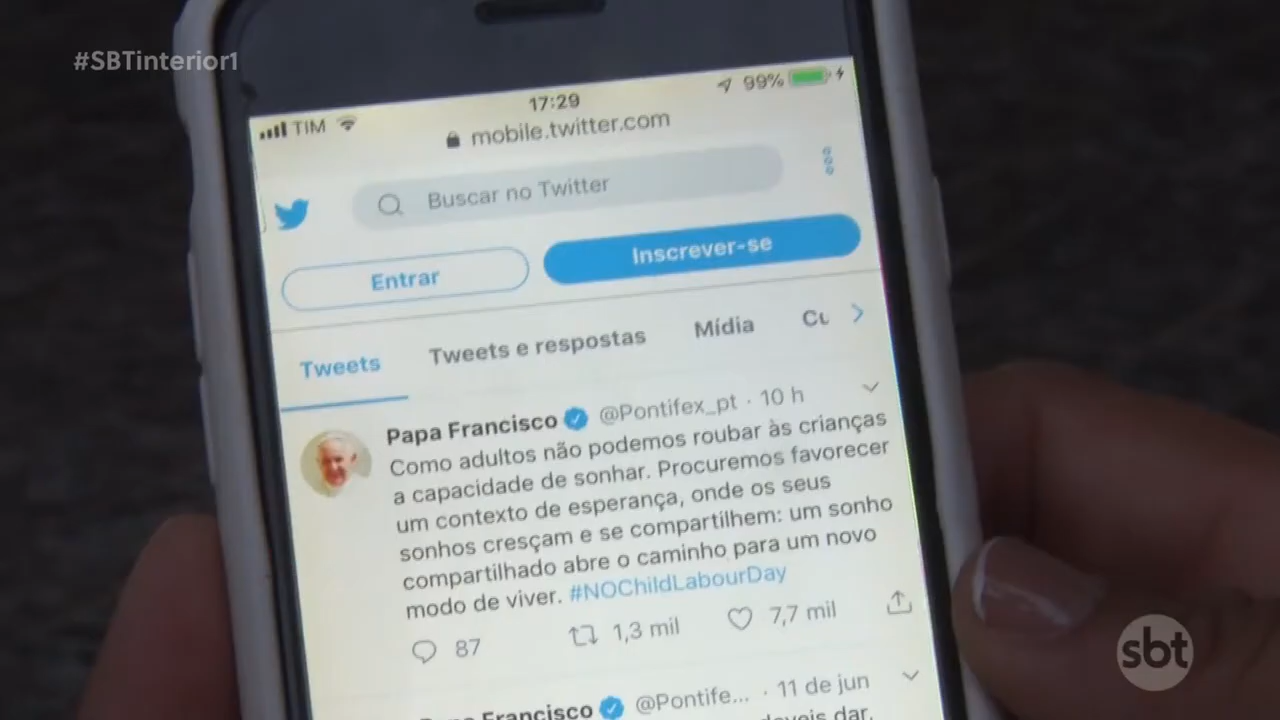 #SBTinterior1
TIM 17:29 99%
mobile.twitter.com
Buscar no Twitter
Entrar Inscrever-se
Tweets Tweets e respostas Mídia
Papa Francisco @Pontifex_pt · 10 h
Como adultos não podemos roubar às crianças
a capacidade de sonhar. Procuremos favorecer
um contexto de esperança, onde os seus
sonhos cresçam e se compartilhem: um sonho
compartilhado abre o caminho para um novo
modo de viver. #NOChildLabourDay
87 1,3 mil 7,7 mil
Papa Francisco @Pontife... · 11 de jun
dar,
sbt